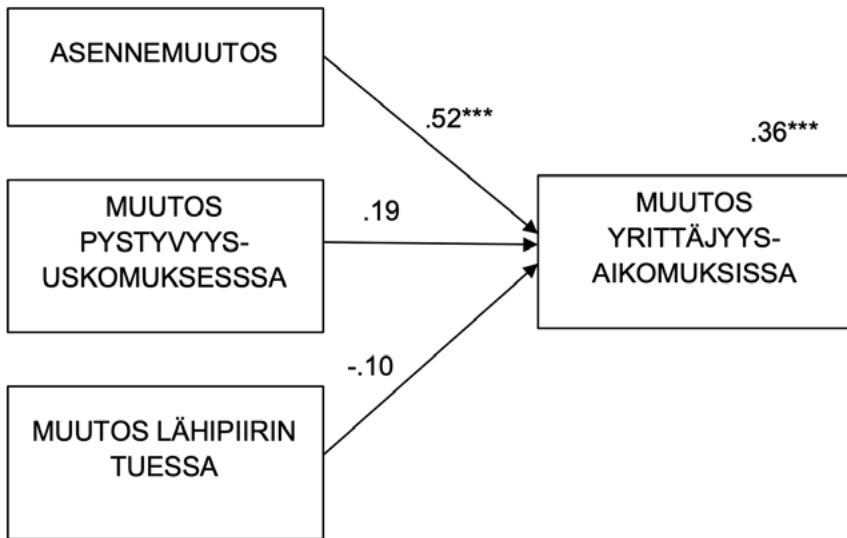 ASENNEMUUTOS
.52***
.36***
MUUTOS
PYSTYVYYS-
USKOMUKSESSSA
.19
MUUTOS
YRITTÄJYYS-
AIKOMUKSISSA
-.10
MUUTOS LÄHIPIIRIN
TUESSA